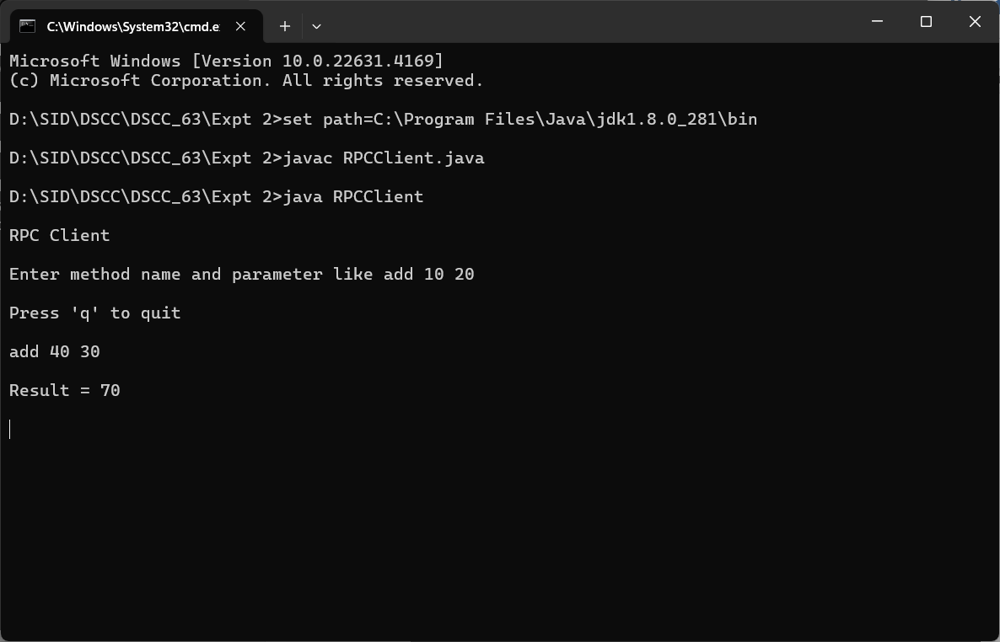 C:\Windows\System32\cmd.e
Microsoft Windows [Version 10.0.22631.4169]
(c) Microsoft Corporation. All rights reserved.
D:\SID\DSCC\DSCC_63\Expt 2>set path=C:\Program Files\Java\jdk1.8.0_281\bin
D:\SID\DSCC\DSCC_63\Expt 2>javac RPCClient.java
D:\SID\DSCC\DSCC_63\Expt 2>java RPCClient
RPC Client
Enter method name and parameter like add 10 20
Press 'q' to quit
add 40 30
Result = 70